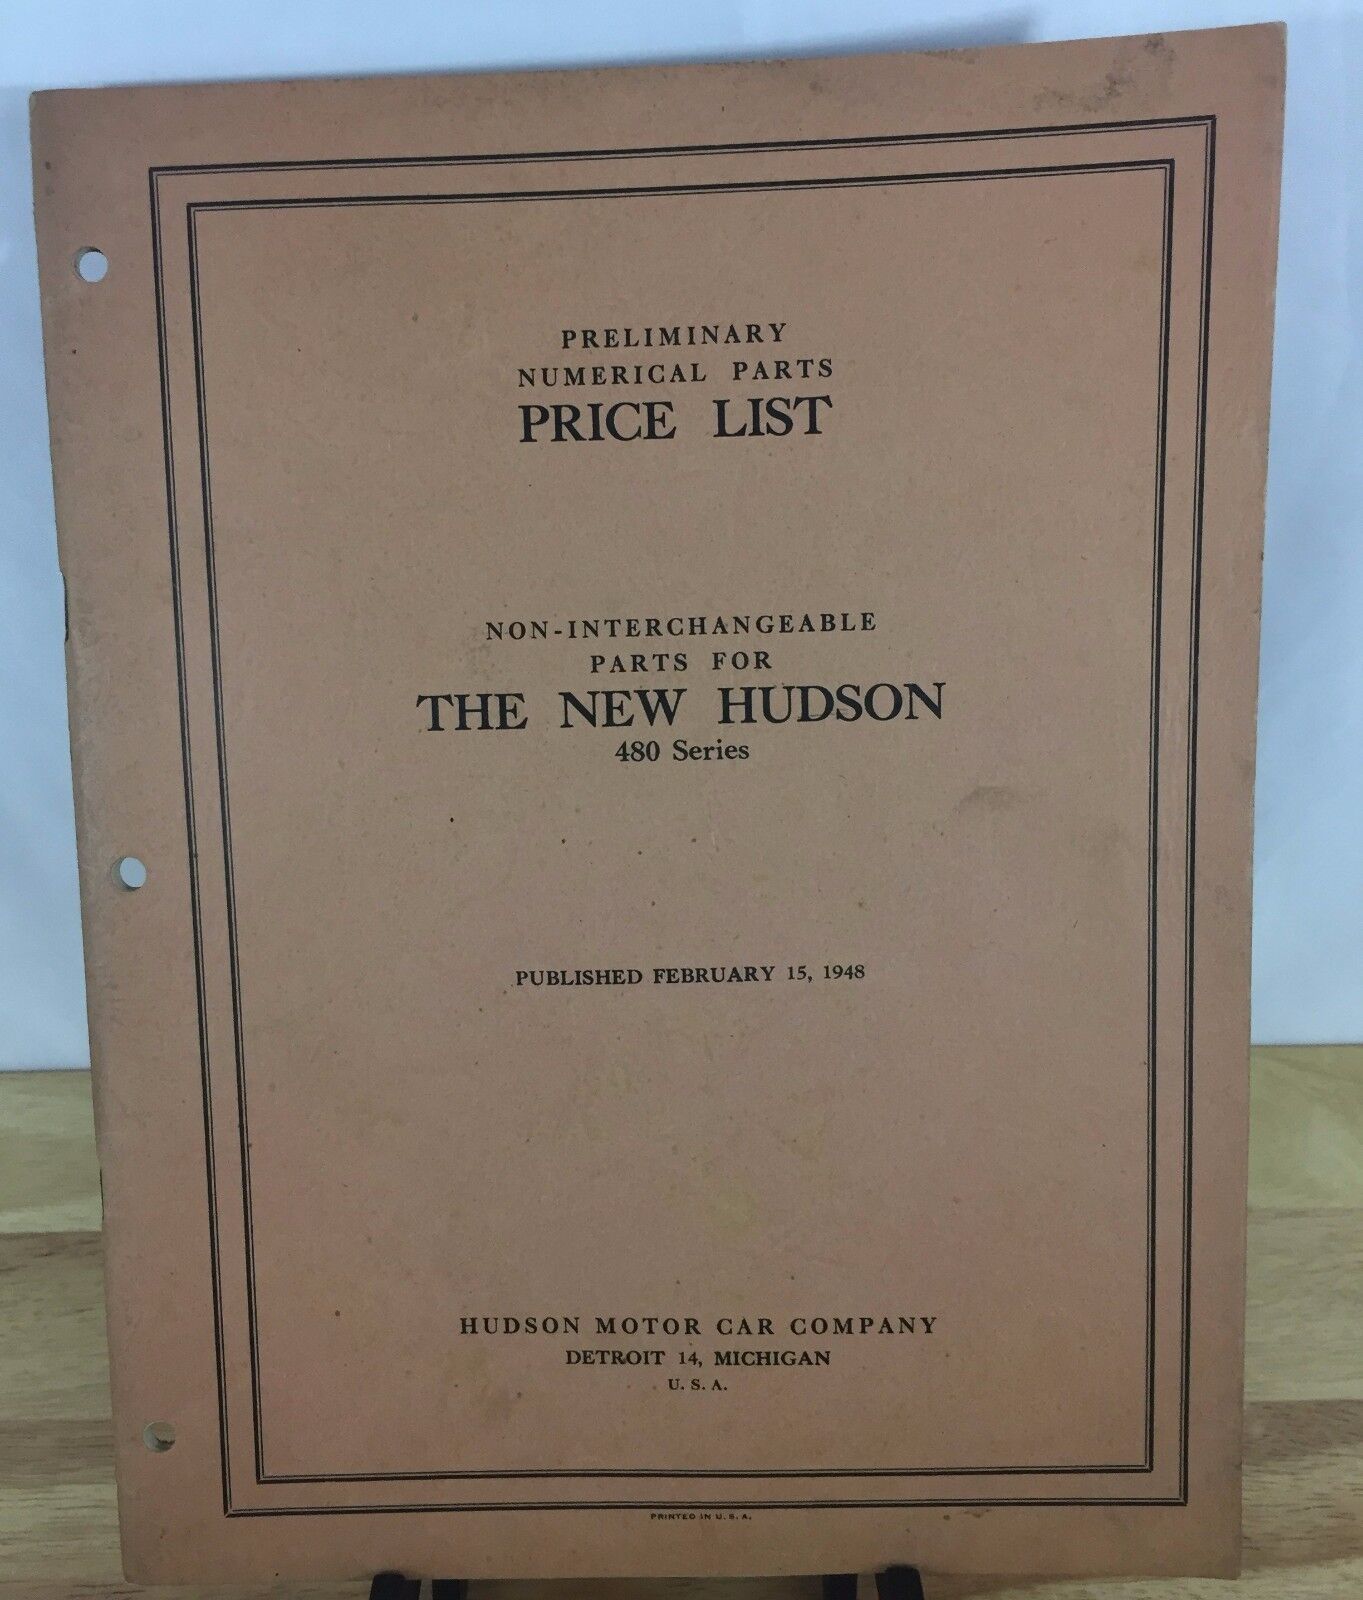 PRELIMINARY
NUMERICAL PARTS
PRICE LIST
NON-INTERCHANGEABLE
PARTS FOR
THE NEW HUDSON
480 Series
PUBLISHED FEBRUARY 15, 1948
HUDSON MOTOR CAR COMPANY
DETROIT 14, MICHIGAN
U. S. A.
PRINTED IN U. S. A.